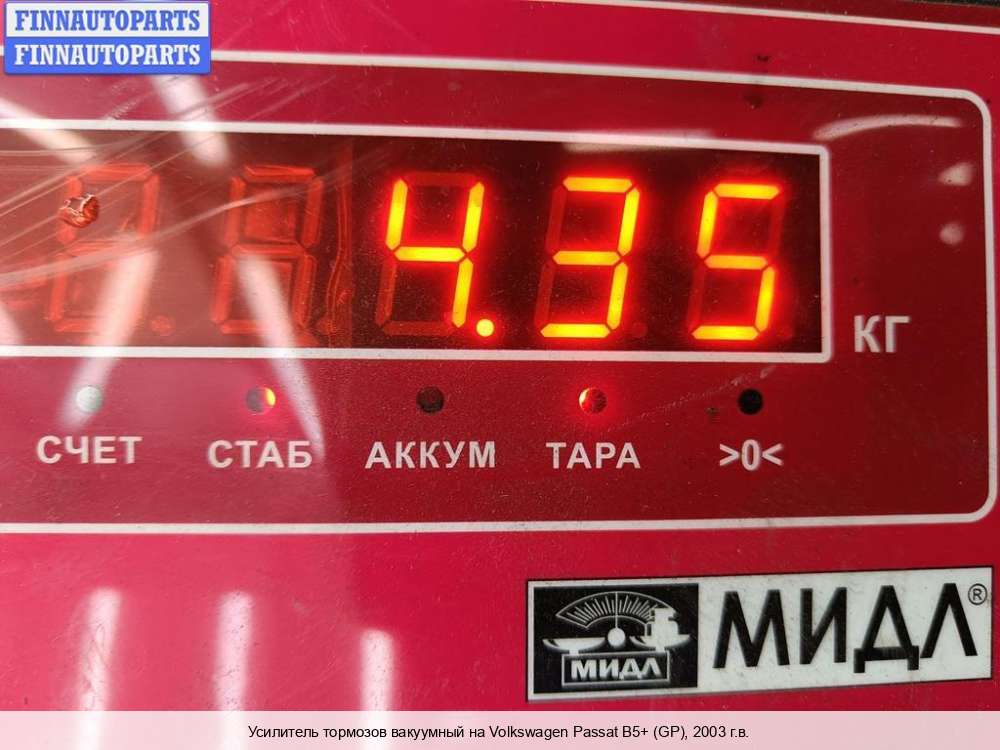 FINNAUTOPARTS
FINNAUTOPARTS
4.35
КГ
СЧЕТ СТАБ АККУМ ТАРА >0<
МИДЛ МИДЛ®
Усилитель тормозов вакуумный на Volkswagen Passat B5+ (GP), 2003 г.в.